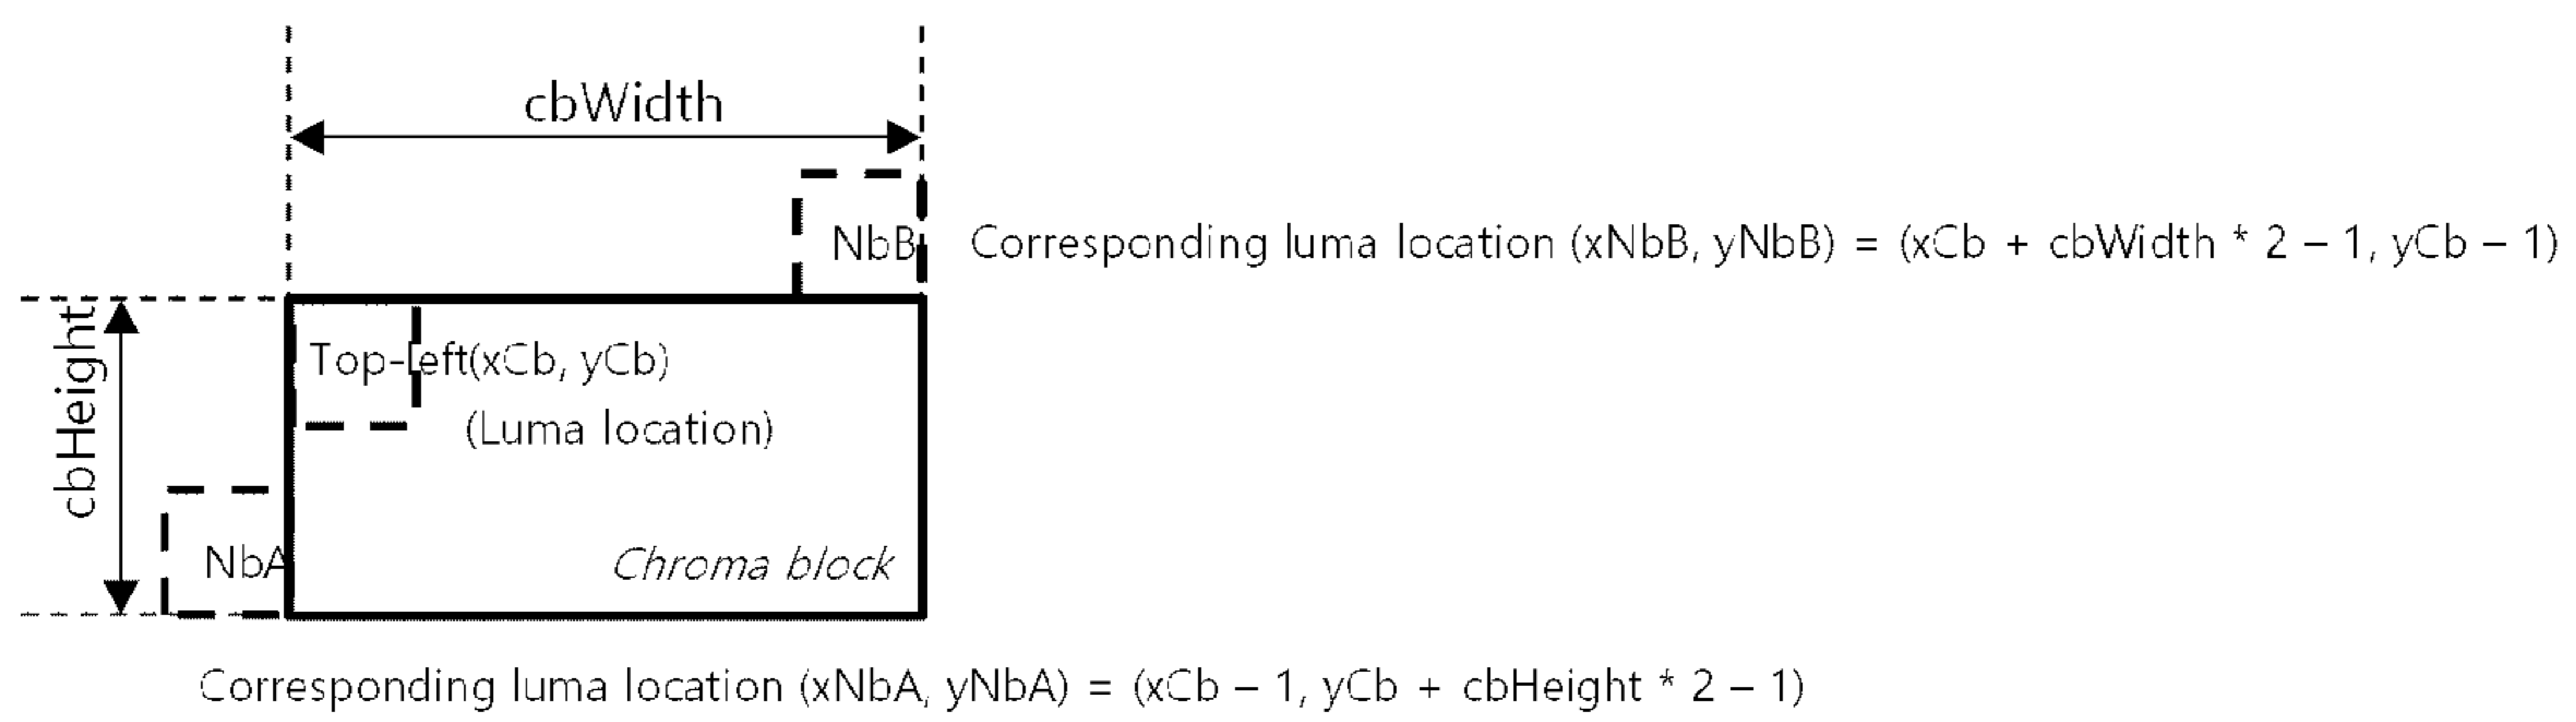 cbWidth
NbB
Corresponding luma location (xNbB, yNbB) = (xCb + cbWidth * 2 – 1, yCb – 1)
cbHeight
Top-Left(xCb, yCb)
(Luma location)
NbA
Chroma block
Corresponding luma location (xNbA, yNbA) = (xCb – 1, yCb + cbHeight * 2 – 1)